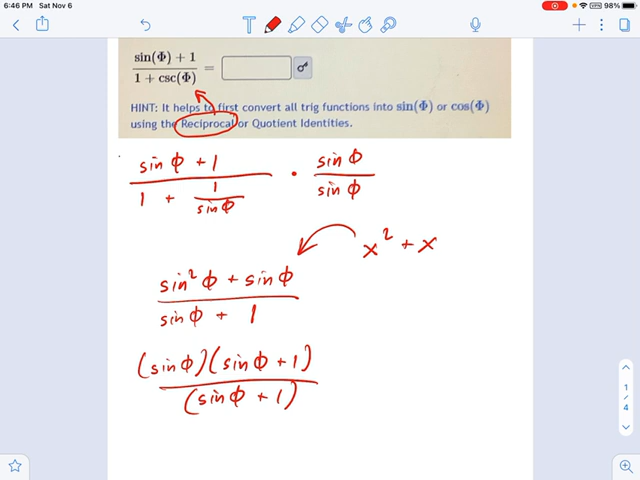 6:46 PM Sat Nov 6
98%
sin(Φ) + 1
1 + csc(Φ)
=
HINT: It helps to first convert all trig functions into sin(Φ) or cos(Φ)
using the Reciprocal or Quotient Identities.
sin ϕ + 1
1 + 1/sin ϕ
· sin ϕ
sin ϕ
x² + x
sin² ϕ + sin ϕ
sin ϕ + 1
(sin ϕ)(sin ϕ + 1)
(sin ϕ + 1)
1
/
4